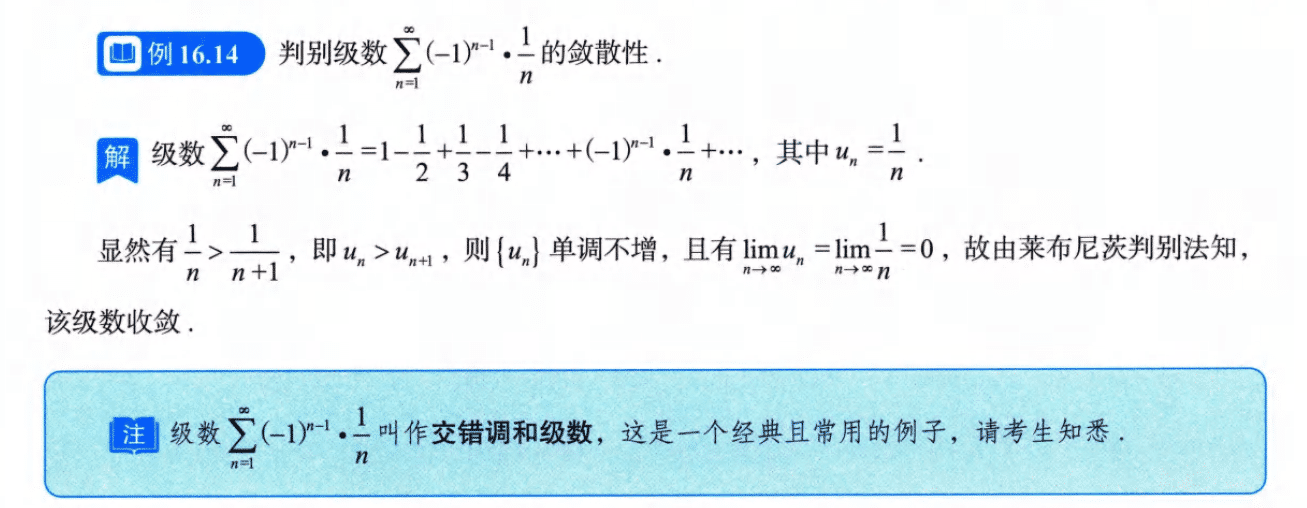 例 16.14 判别级数 $\sum_{n=1}^{\infty}(-1)^{n-1}\cdot\frac{1}{n}$ 的敛散性．
解 级数 $\sum_{n=1}^{\infty}(-1)^{n-1}\cdot\frac{1}{n}=1-\frac{1}{2}+\frac{1}{3}-\frac{1}{4}+\cdots+(-1)^{n-1}\cdot\frac{1}{n}+\cdots$，其中 $u_n=\frac{1}{n}$．
显然有 $\frac{1}{n}>\frac{1}{n+1}$，即 $u_n>u_{n+1}$，则 $\{u_n\}$ 单调不增，且有 $\lim_{n\to\infty}u_n=\lim_{n\to\infty}\frac{1}{n}=0$，故由莱布尼茨判别法知，
该级数收敛．
注 级数 $\sum_{n=1}^{\infty}(-1)^{n-1}\cdot\frac{1}{n}$ 叫作交错调和级数，这是一个经典且常用的例子，请考生知悉．